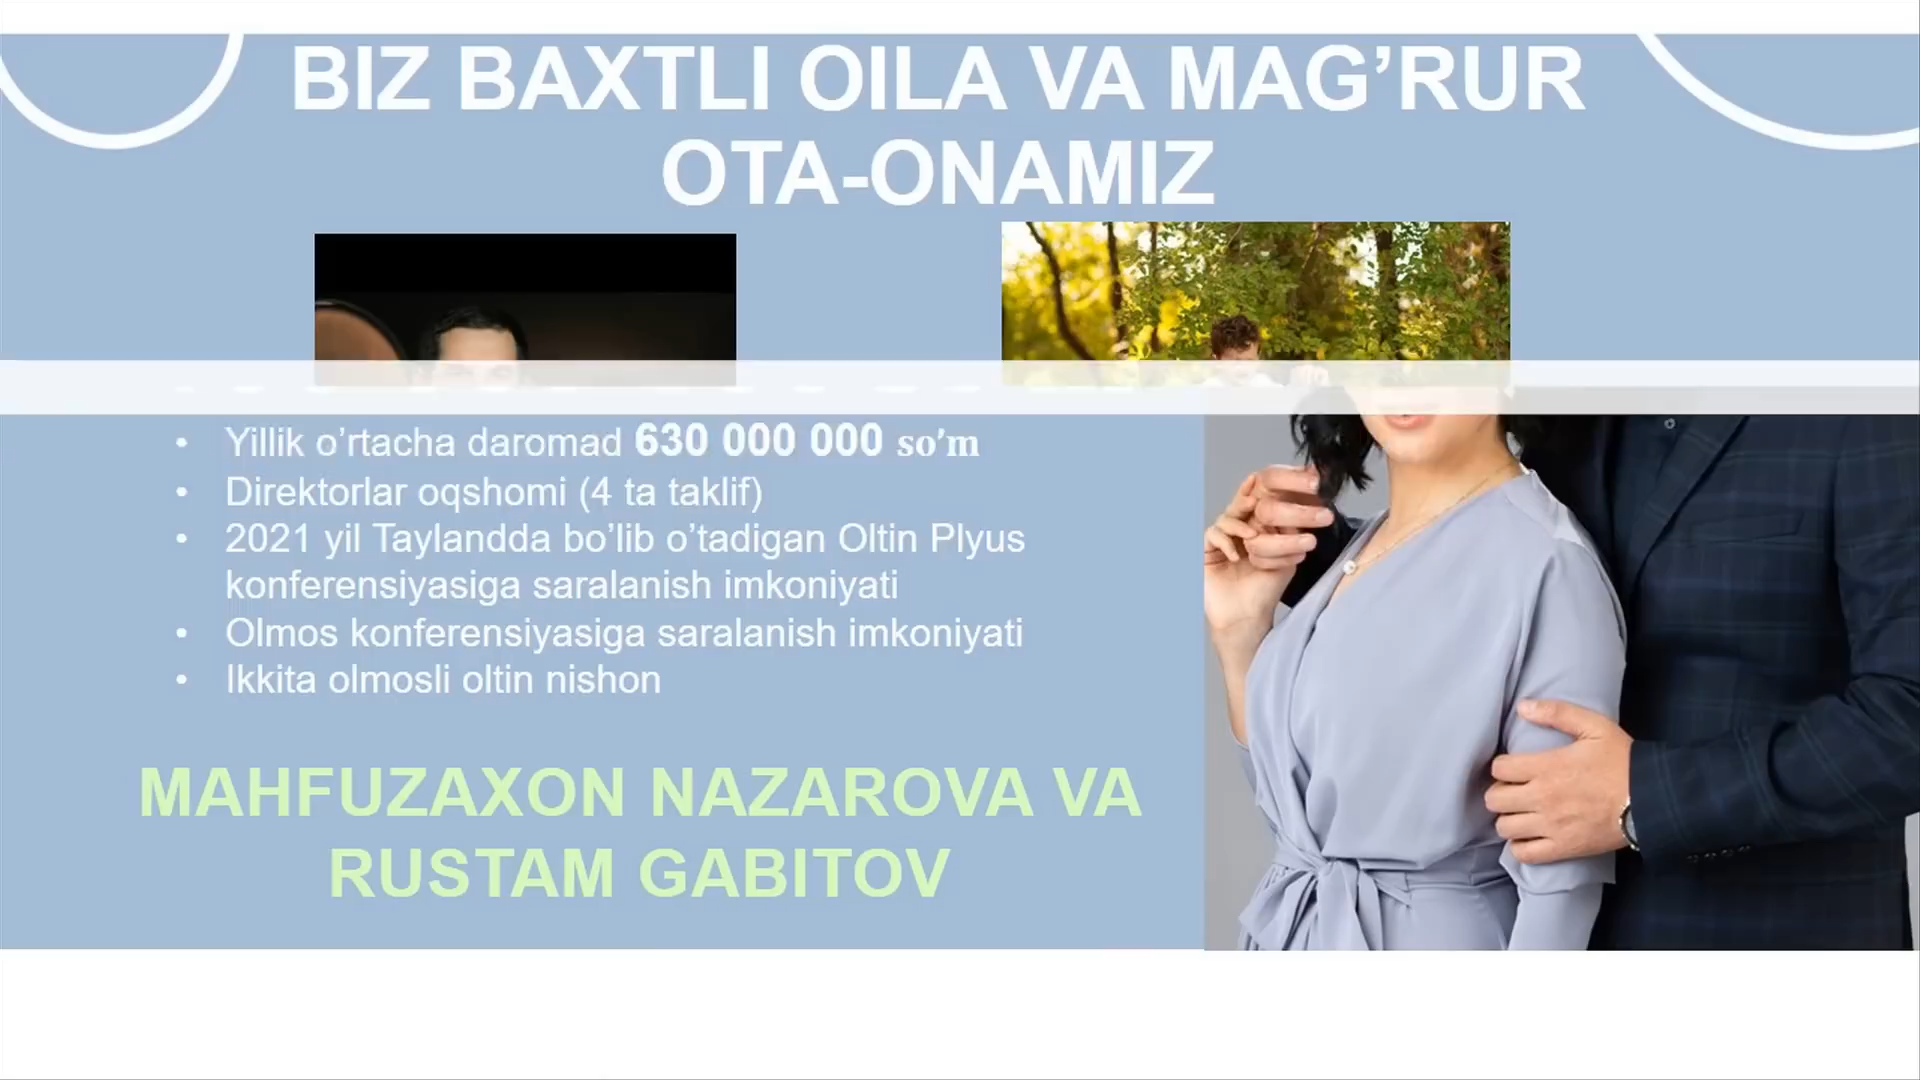 BIZ BAXTLI OILA VA MAG’RUR
OTA-ONAMIZ
• Yillik o’rtacha daromad 630 000 000 so’m
• Direktorlar oqshomi (4 ta taklif)
• 2021 yil Taylandda bo’lib o’tadigan Oltin Plyus
konferensiyasiga saralanish imkoniyati
• Olmos konferensiyasiga saralanish imkoniyati
• Ikkita olmosli oltin nishon
MAHFUZAXON NAZAROVA VA
RUSTAM GABITOV